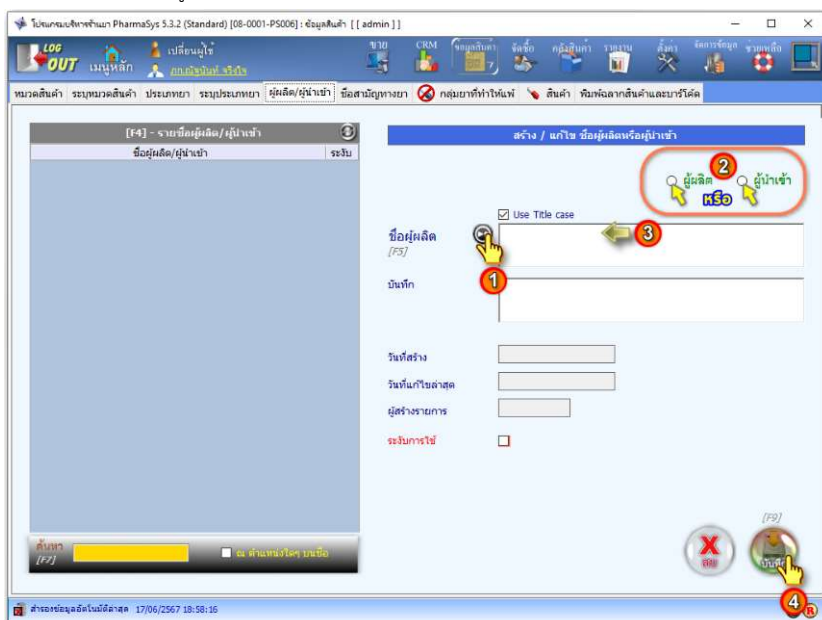 โปรแกรมบริหารร้านยา PharmaSys 5.3.2 (Standard) [08-0001-PS006] : ข้อมูลสินค้า [[ admin ]]
LOG OUT เมนูหลัก เปลี่ยนผู้ใช้ ขาย CRM ข้อมูลสินค้า จัดซื้อ คลังสินค้า รายงาน ตั้งค่า จัดการข้อมูล ช่วยเหลือ
หมวดสินค้า ระบุหมวดสินค้า ประเภทยา ระบุประเภทยา ผู้ผลิต/ผู้นำเข้า ชื่อสามัญทางยา กลุ่มยาที่ทำให้แพ้ สินค้า พิมพ์ฉลากสินค้าและบาร์โค้ด
[F4] - รายชื่อผู้ผลิต/ผู้นำเข้า
ชื่อผู้ผลิต/ผู้นำเข้า ระงับ
สร้าง / แก้ไข ชื่อผู้ผลิตหรือผู้นำเข้า
2
ผู้ผลิต หรือ ผู้นำเข้า
Use Title case
ชื่อผู้ผลิต
[F5]
3
1
บันทึก
วันที่สร้าง
วันที่แก้ไขล่าสุด
ผู้สร้างรายการ
ระงับการใช้
ค้นหา
[F7]
ณ ตำแหน่งใดๆ บนชื่อ
[F9]
X
บันทึก
4
R
สำรองข้อมูลอัตโนมัติล่าสุด 17/06/2567 18:58:16